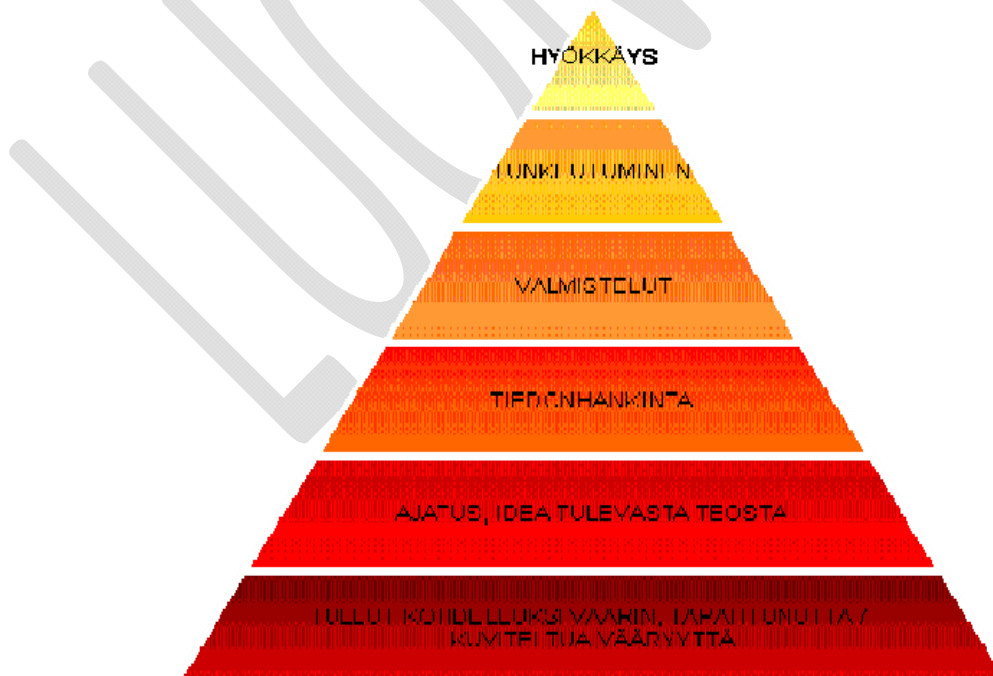 HYÖKKÄYS
TUNKEUTUMINEN
VALMISTELUT
TIEDONHANKINTA
AJATUS, IDEA TULEVASTA TEOSTA
TULLUT KOHDELLUKSI VÄÄRIN, TAPAHTUNUTTA /
KUVITELTUA VÄÄRYYTTÄ